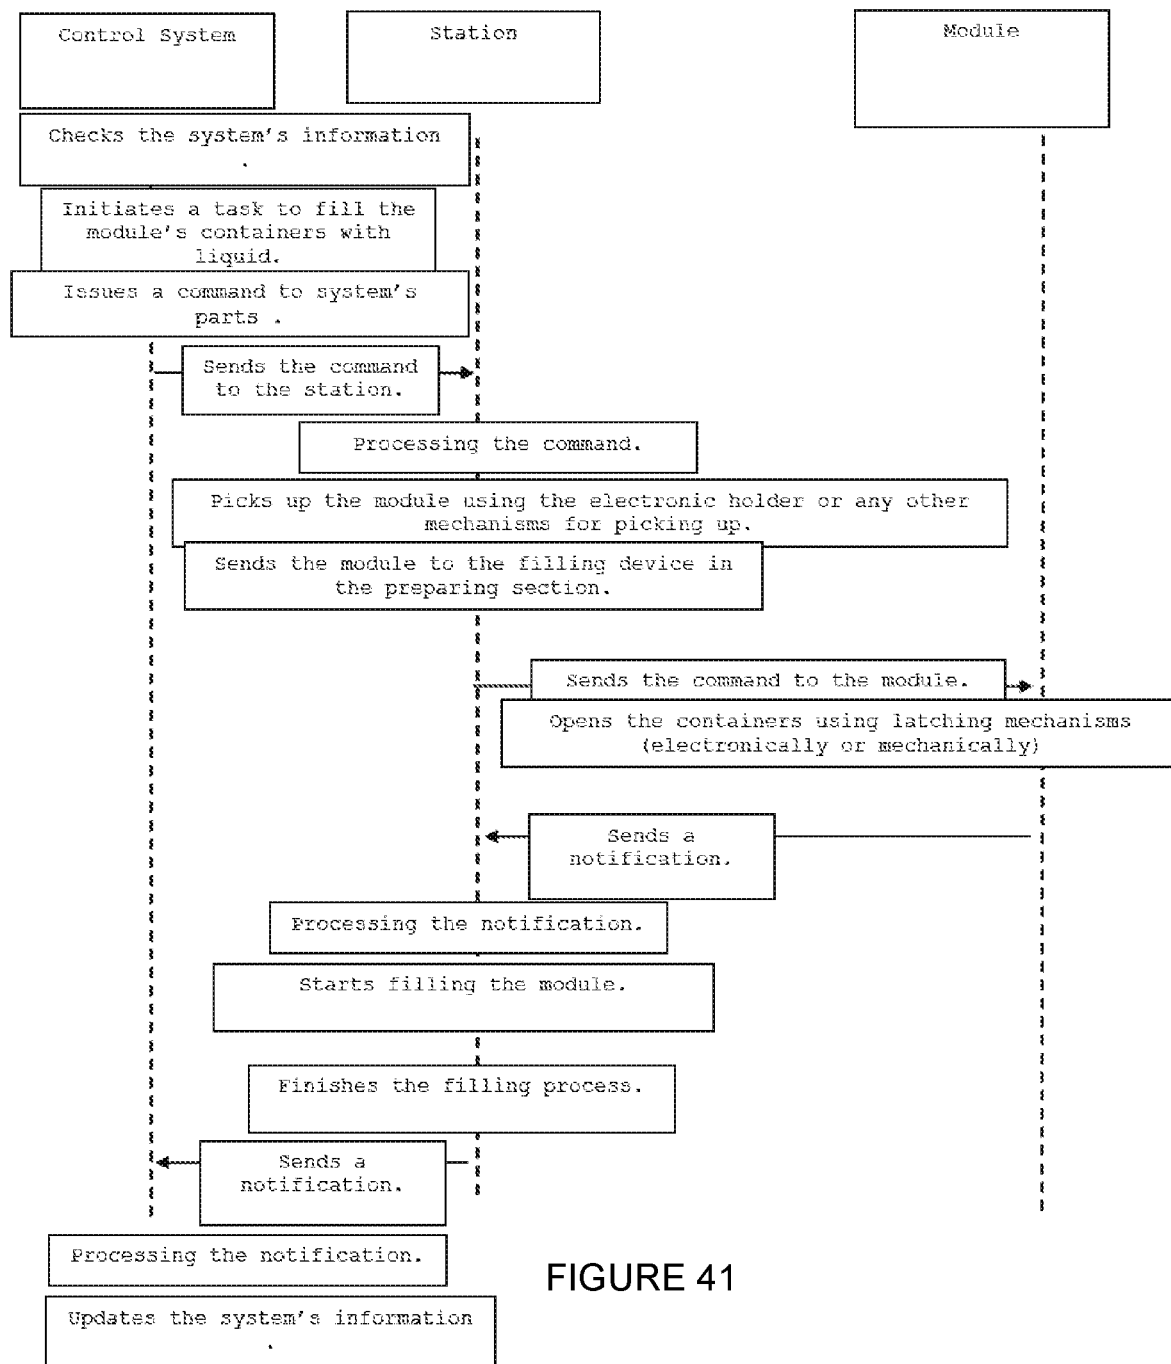 Control System
Station
Module
Checks the system's information
.
Initiates a task to fill the
module's containers with
liquid.
Issues a command to system's
parts .
Sends the command
to the station.
Processing the command.
Picks up the module using the electronic holder or any other
mechanisms for picking up.
Sends the module to the filling device in
the preparing section.
Sends the command to the module.
Opens the containers using latching mechanisms
(electronically or mechanically)
Sends a
notification.
Processing the notification.
Starts filling the module.
Finishes the filling process.
Sends a
notification.
Processing the notification.
FIGURE 41
Updates the system's information
.